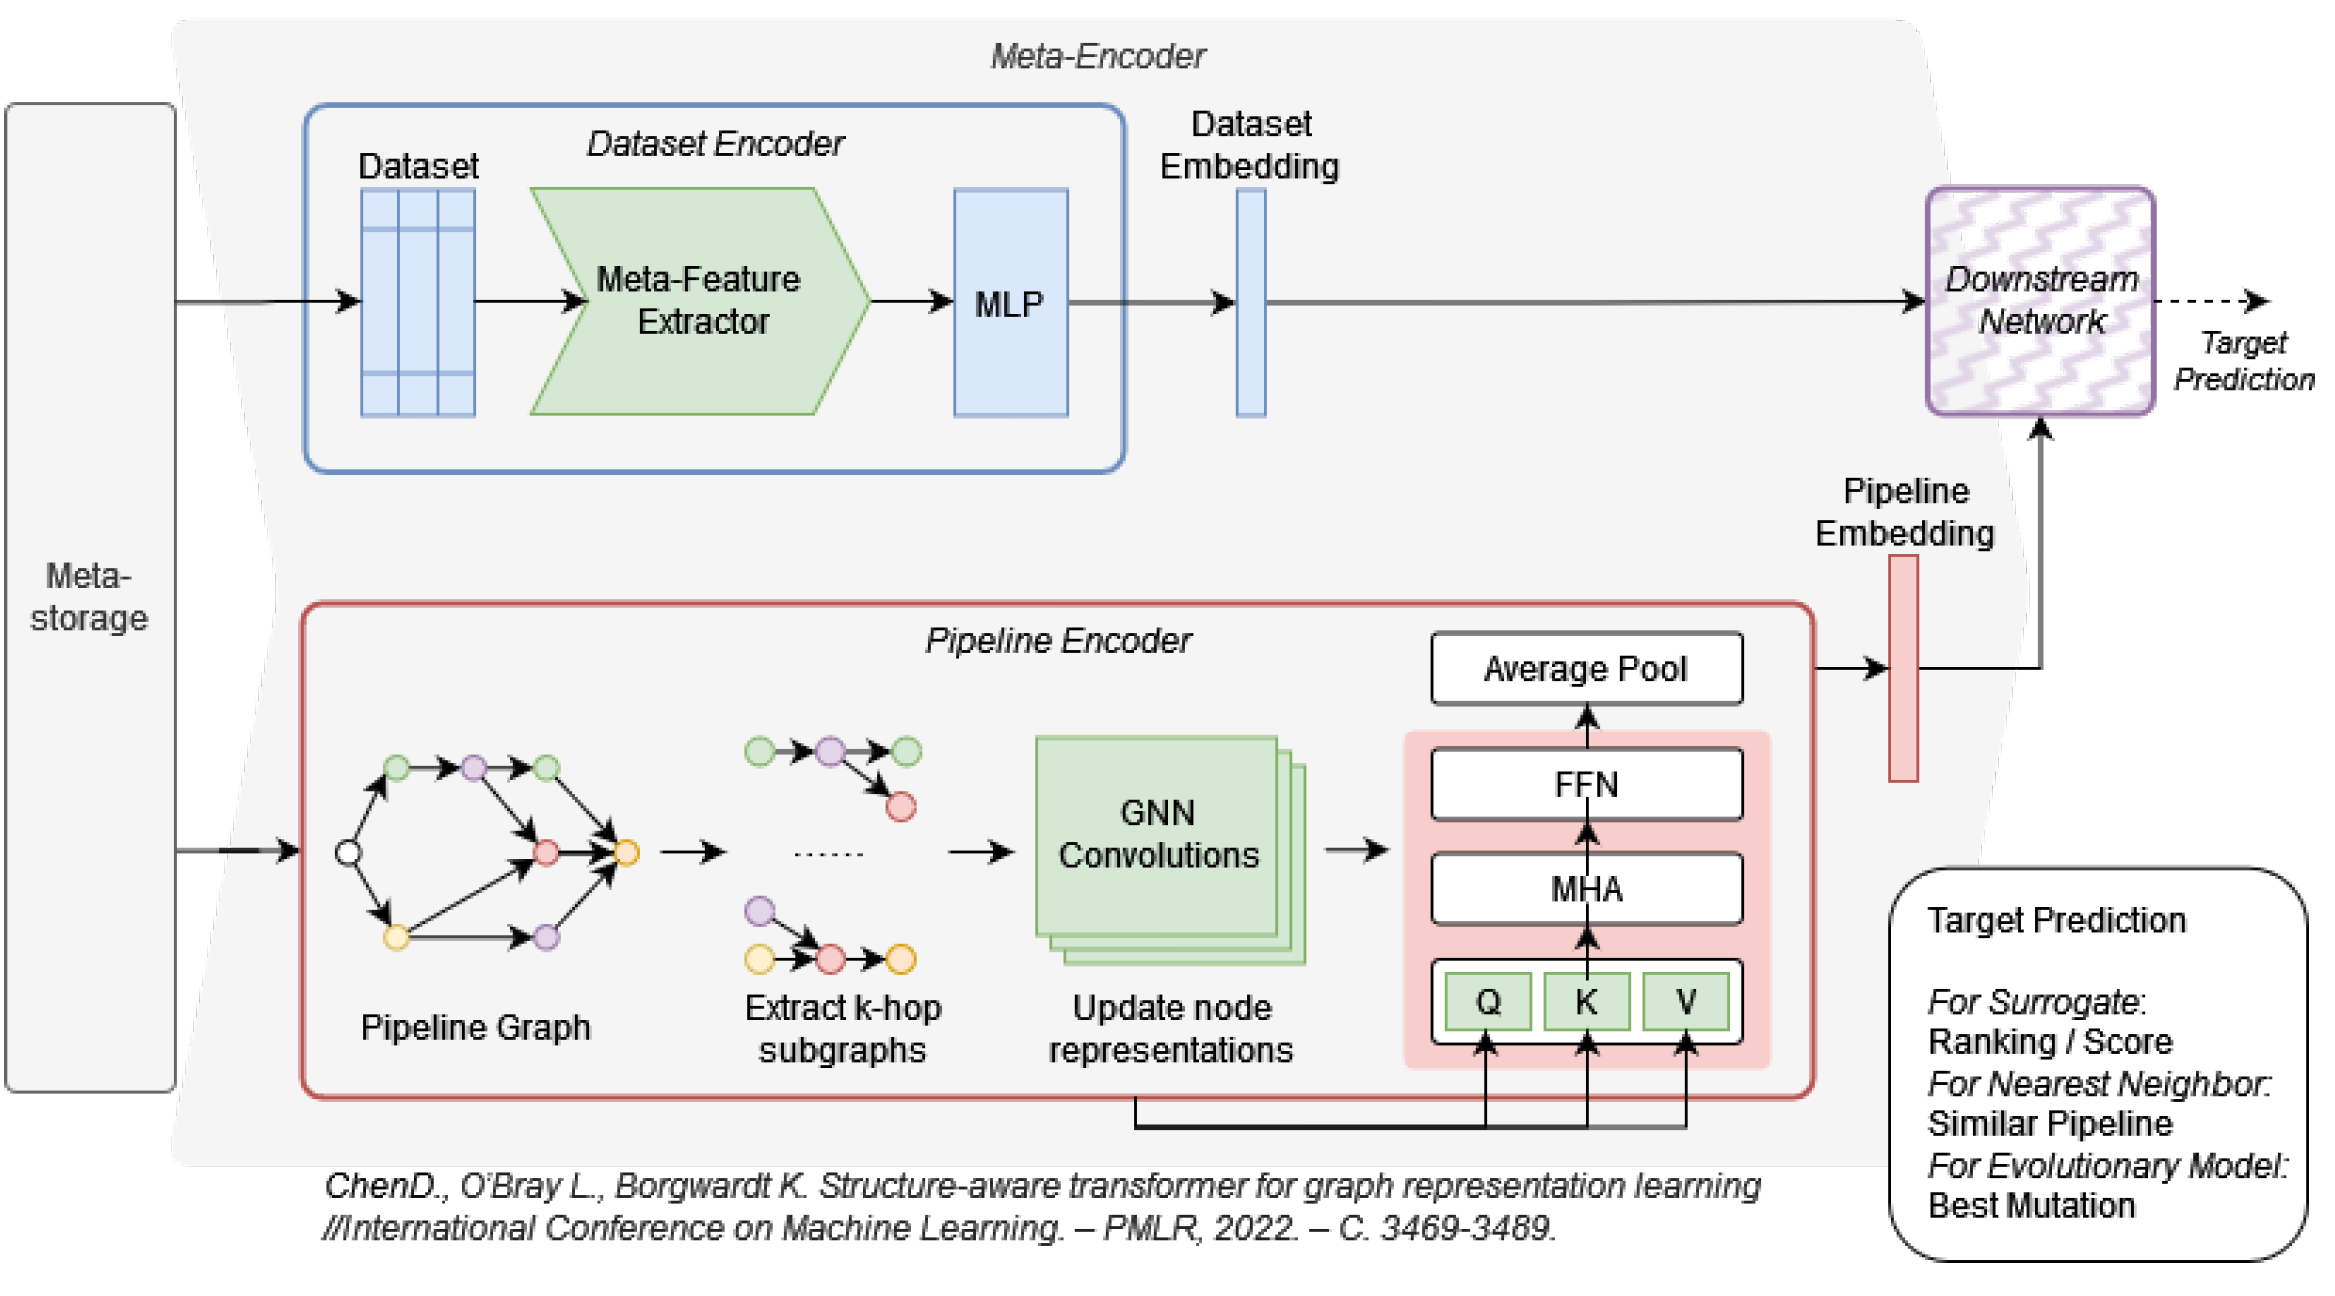 Meta-Encoder
Meta-
storage
Dataset Encoder
Dataset
Meta-Feature
Extractor
MLP
Dataset
Embedding
Downstream
Network
Target
Prediction
Pipeline
Embedding
Pipeline Encoder
Pipeline Graph
Extract k-hop
subgraphs
GNN
Convolutions
Update node
representations
Average Pool
FFN
MHA
Q K V
Target Prediction
For Surrogate:
Ranking / Score
For Nearest Neighbor:
Similar Pipeline
For Evolutionary Model:
Best Mutation
ChenD., O'Bray L., Borgwardt K. Structure-aware transformer for graph representation learning
//International Conference on Machine Learning. – PMLR, 2022. – C. 3469-3489.